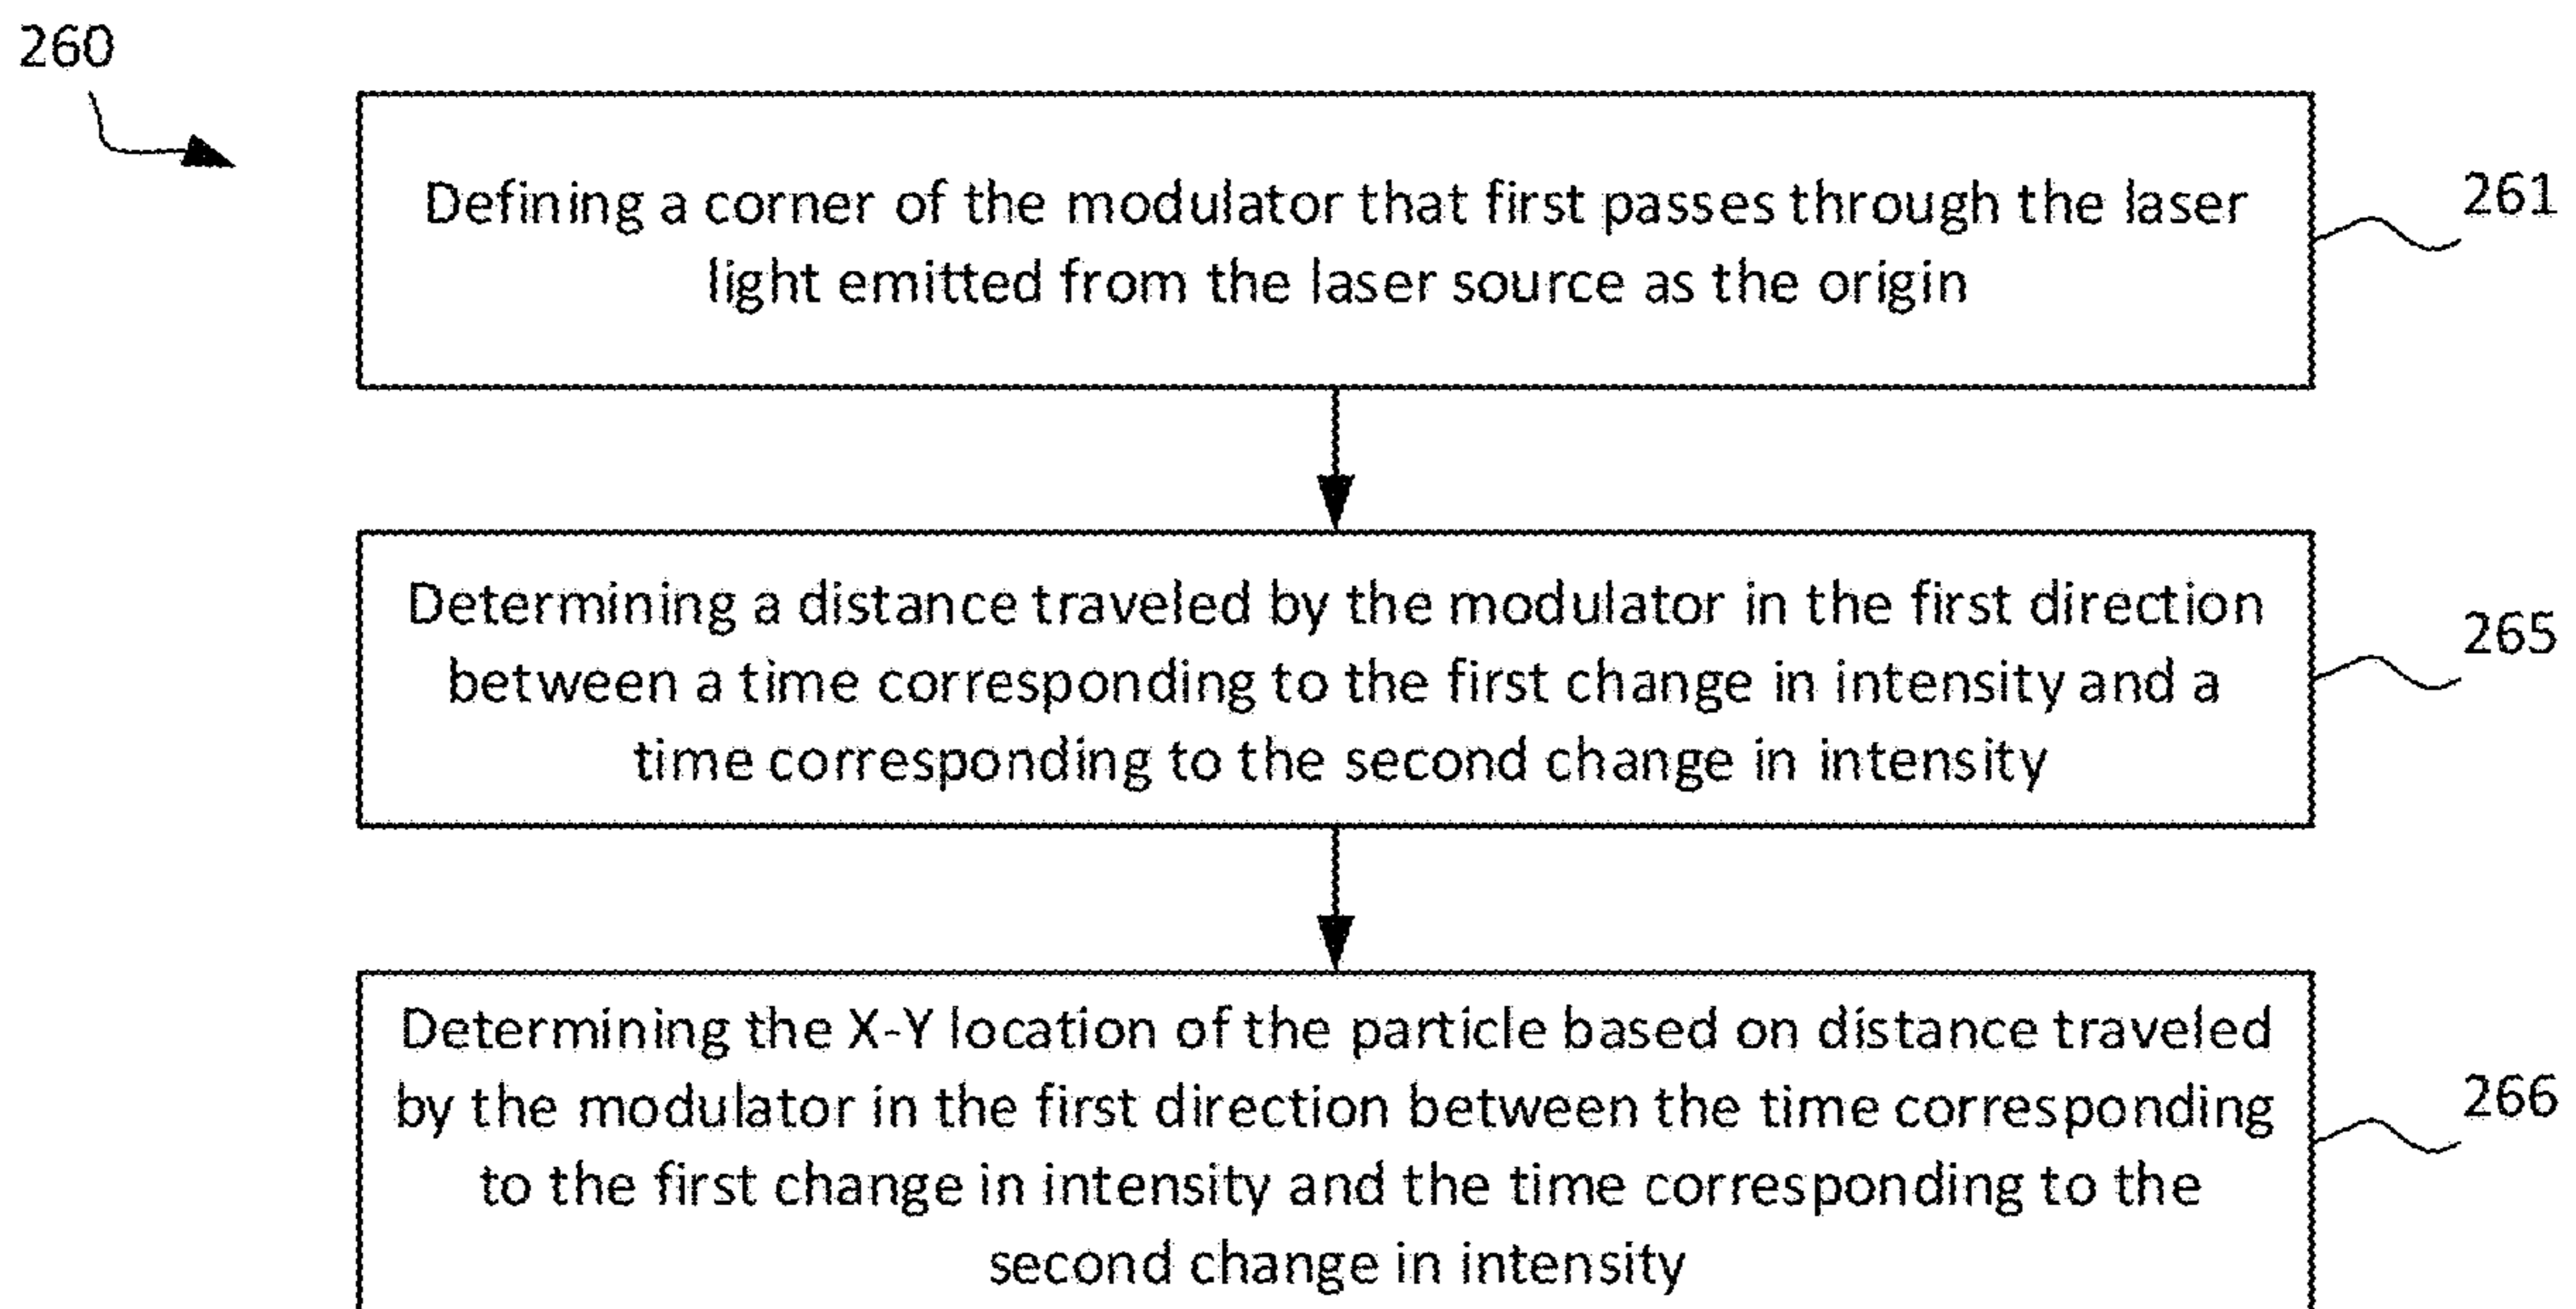 260
Defining a corner of the modulator that first passes through the laser
light emitted from the laser source as the origin
261
Determining a distance traveled by the modulator in the first direction
between a time corresponding to the first change in intensity and a
time corresponding to the second change in intensity
265
Determining the X-Y location of the particle based on distance traveled
by the modulator in the first direction between the time corresponding
to the first change in intensity and the time corresponding to the
second change in intensity
266